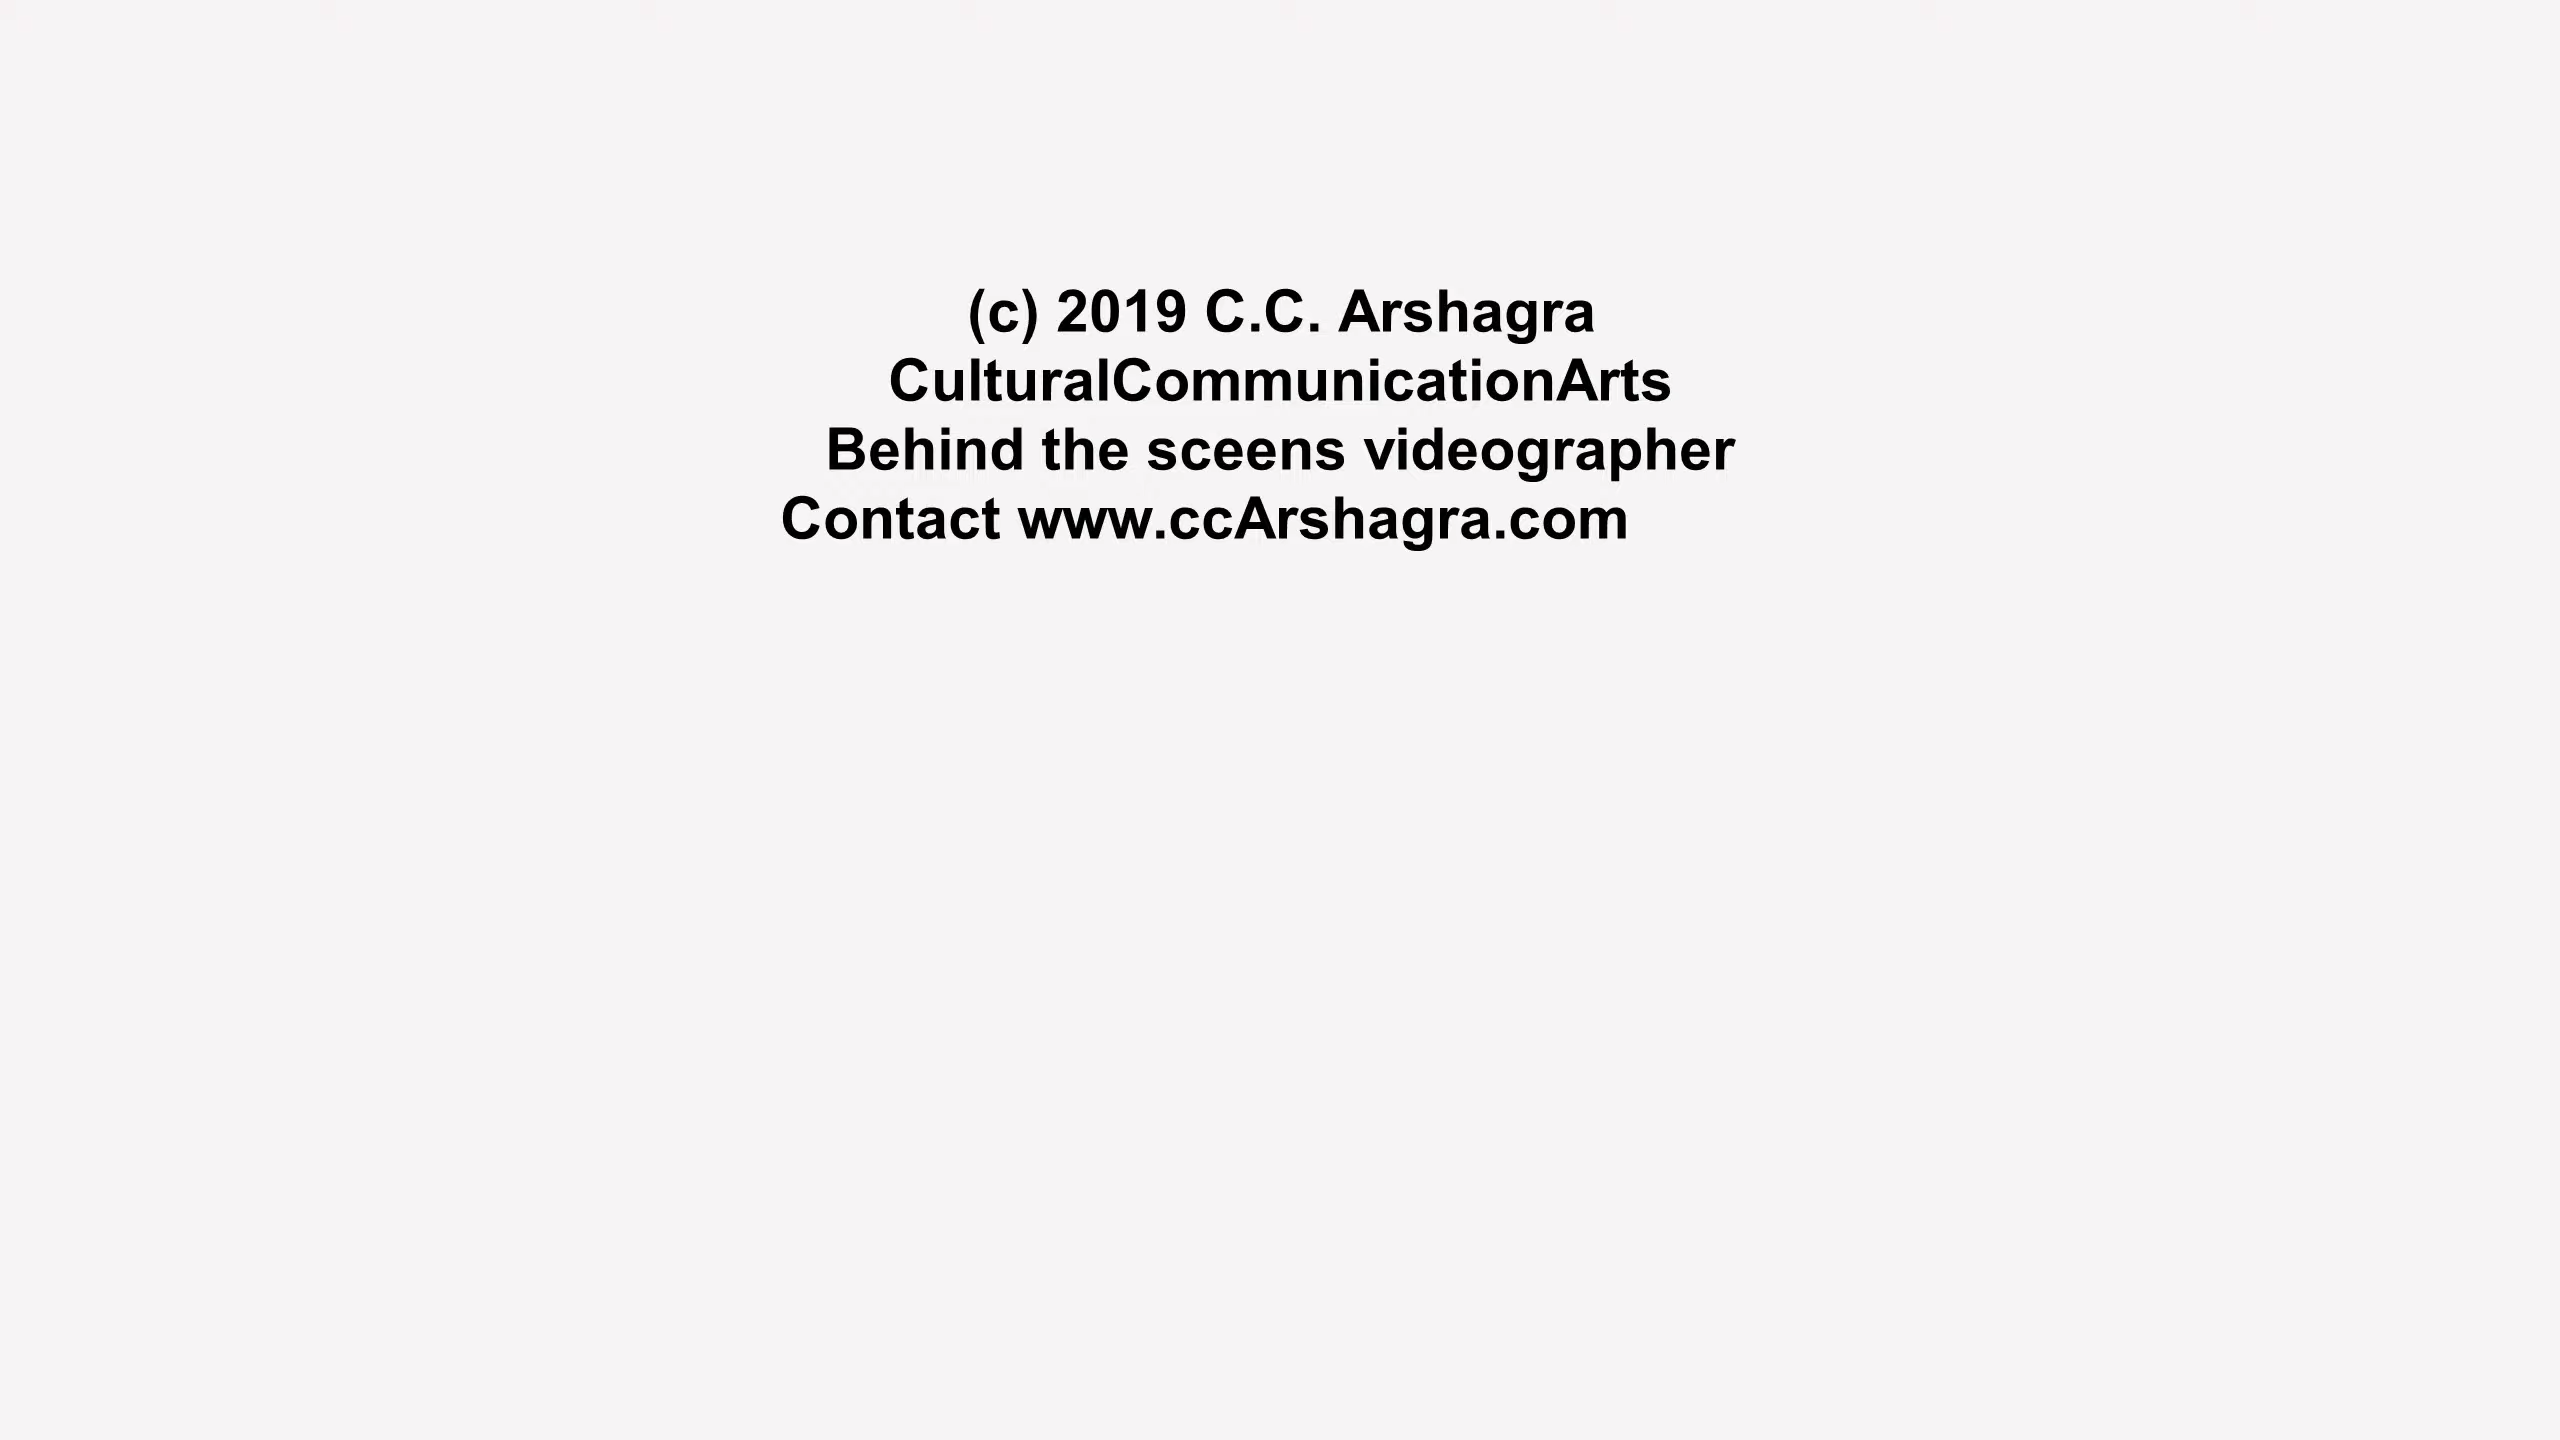 (c) 2019 C.C. Arshagra
CulturalCommunicationArts
Behind the sceens videographer
Contact www.ccArshagra.com